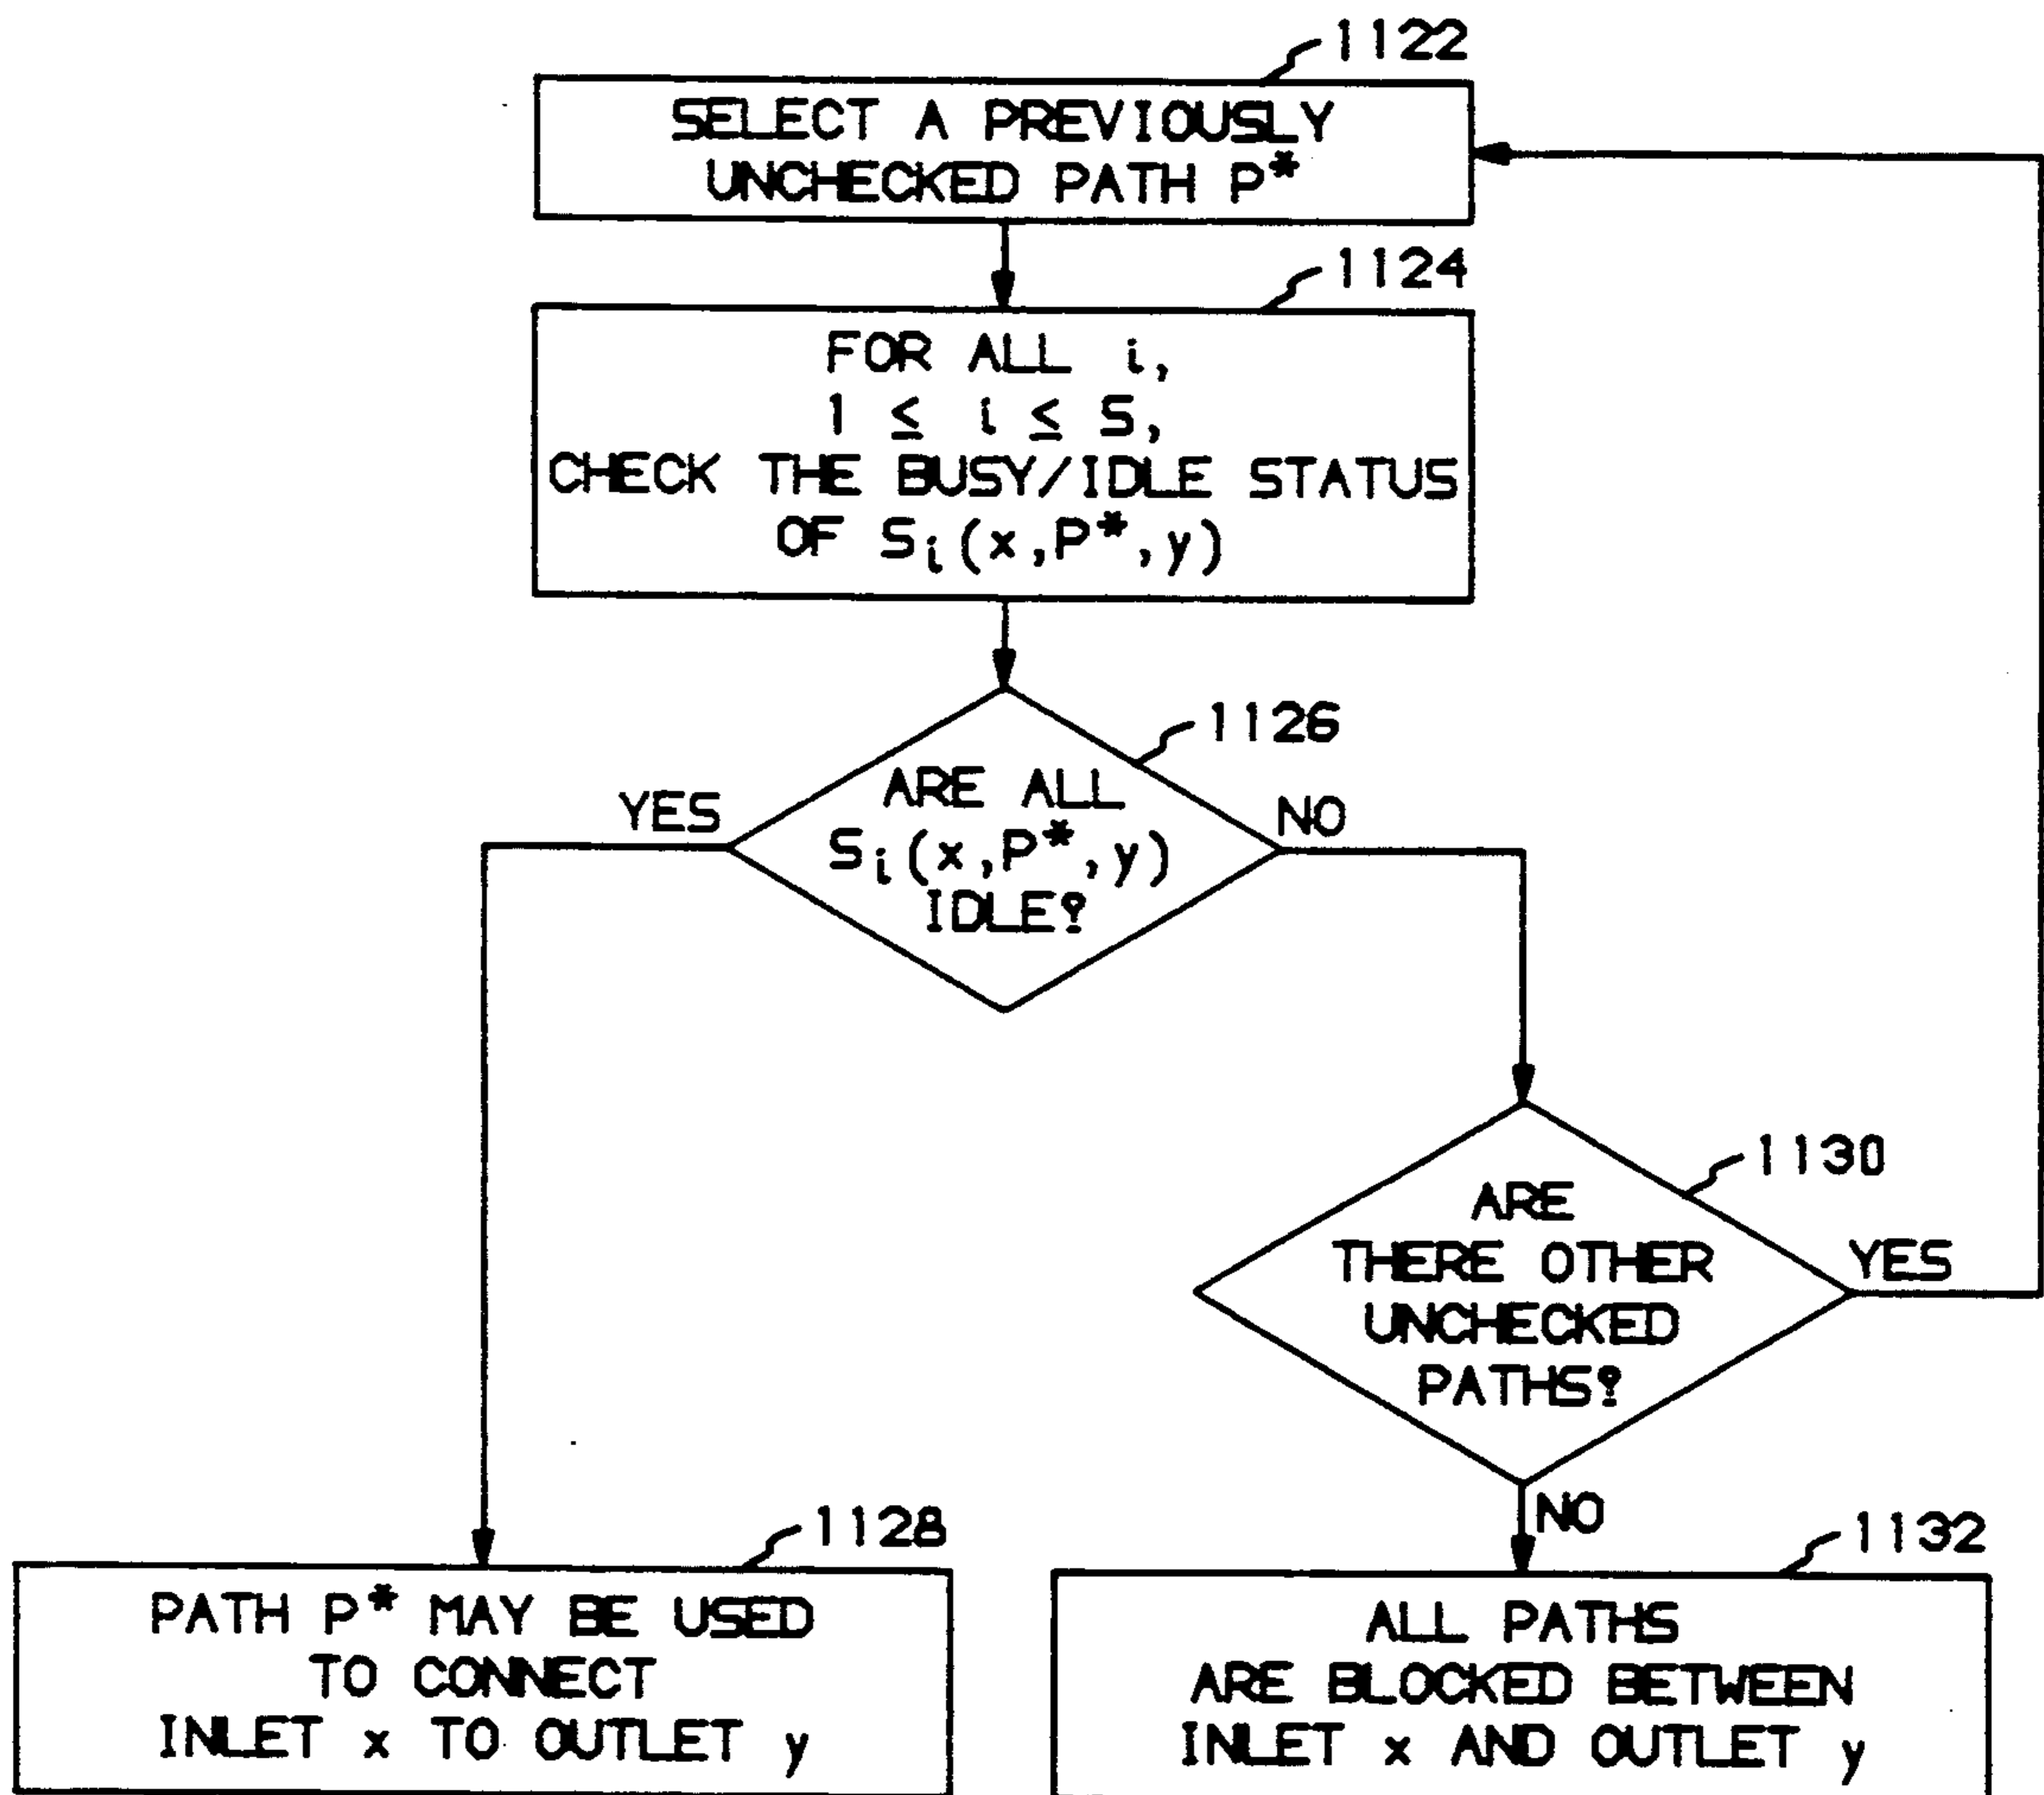 1122
SELECT A PREVIOUSLY
UNCHECKED PATH P*
1124
FOR ALL i,
1 ≤ i ≤ S,
CHECK THE BUSY/IDLE STATUS
OF Sᵢ(x,P*,y)
1126
ARE ALL
Sᵢ(x,P*,y)
IDLE?
YES
NO
1130
ARE
THERE OTHER
UNCHECKED
PATHS?
YES
NO
1128
PATH P* MAY BE USED
TO CONNECT
INLET x TO OUTLET y
1132
ALL PATHS
ARE BLOCKED BETWEEN
INLET x AND OUTLET y